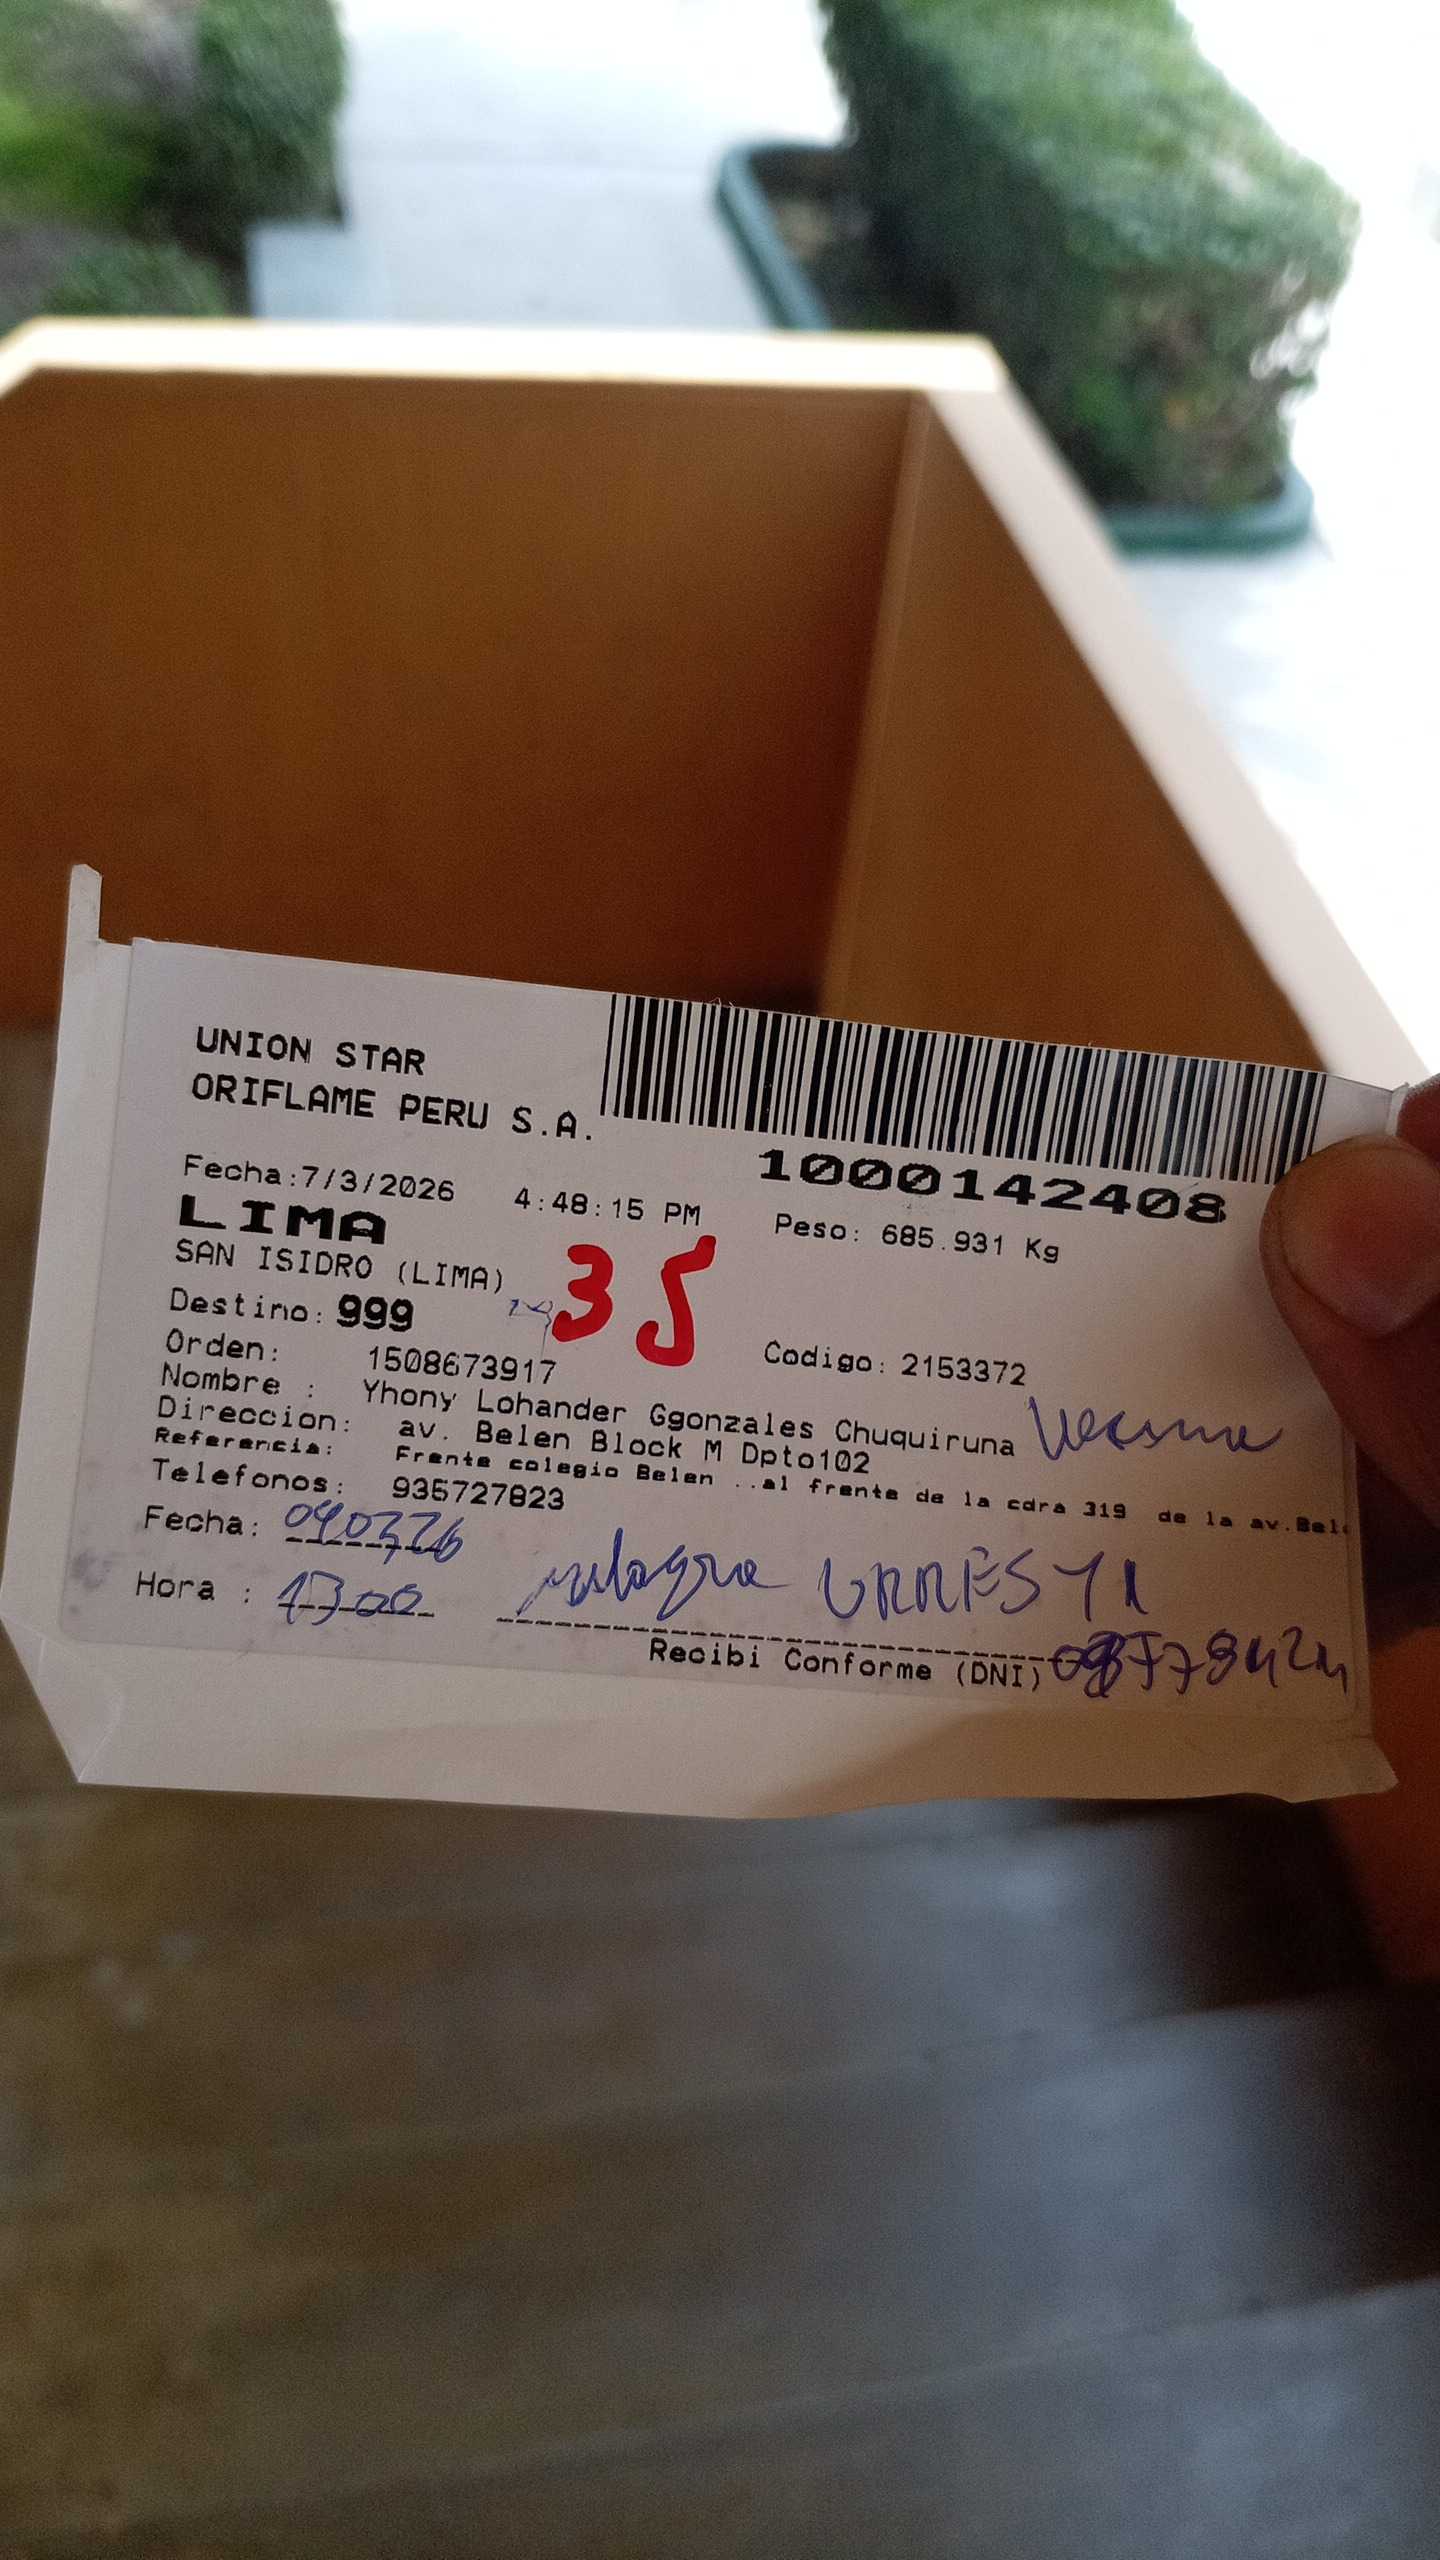 UNION STAR
ORIFLAME PERU S.A.
1000142408
Fecha:7/3/2026 4:48:15 PM Peso: 685.931 Kg
LIMA
SAN ISIDRO (LIMA) 35
Destino: 999
Orden: 1508673917 Codigo: 2153372
Nombre : Yhony Lohander Ggonzales Chuquiruna
Direccion: av. Belen Block M Dpto102
Referencia: Frente colegio Belen ..al frente de la cdra 319 de la av.Bel
Telefonos: 935727823
Fecha: 090326
Hora :
Recibi Conforme (DNI)